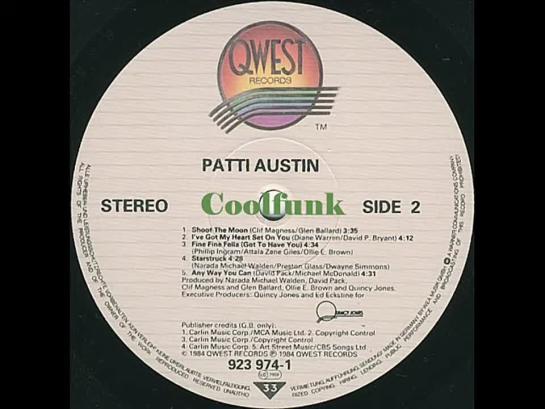 QWEST
RECORDS
TM
PATTI AUSTIN
STEREO
Coolfunk
SIDE 2
1. Shoot The Moon (Clif Magness/Glen Ballard) 3:35
2. I've Got My Heart Set On You (Diane Warren/David P. Bryant) 4:12
3. Fine Fine Fella (Got To Have You) 4:34
(Phillip Ingram/Attala Zane Giles/Ollie E. Brown)
4. Starstruck 4:28
(Narada Michael Walden/Preston Glass/Dwayne Simmons)
5. Any Way You Can (David Pack/Michael McDonald) 4:31
Produced by Narada Michael Walden, David Pack,
Clif Magness and Glen Ballard, Ollie E. Brown and Quincy Jones.
Executive Producers: Quincy Jones and Ed Eckstine for
QUINCY JONES
Publisher credits (G.B. only):
1. Carlin Music Corp./MCA Music Ltd. 2. Copyright Control
3. Carlin Music Corp./Copyright Control
4. Carlin Music Corp. 5. Art Street Music/CBS Songs Ltd.
℗ 1984 QWEST RECORDS ℗ 1984 QWEST RECORDS
923 974-1
33